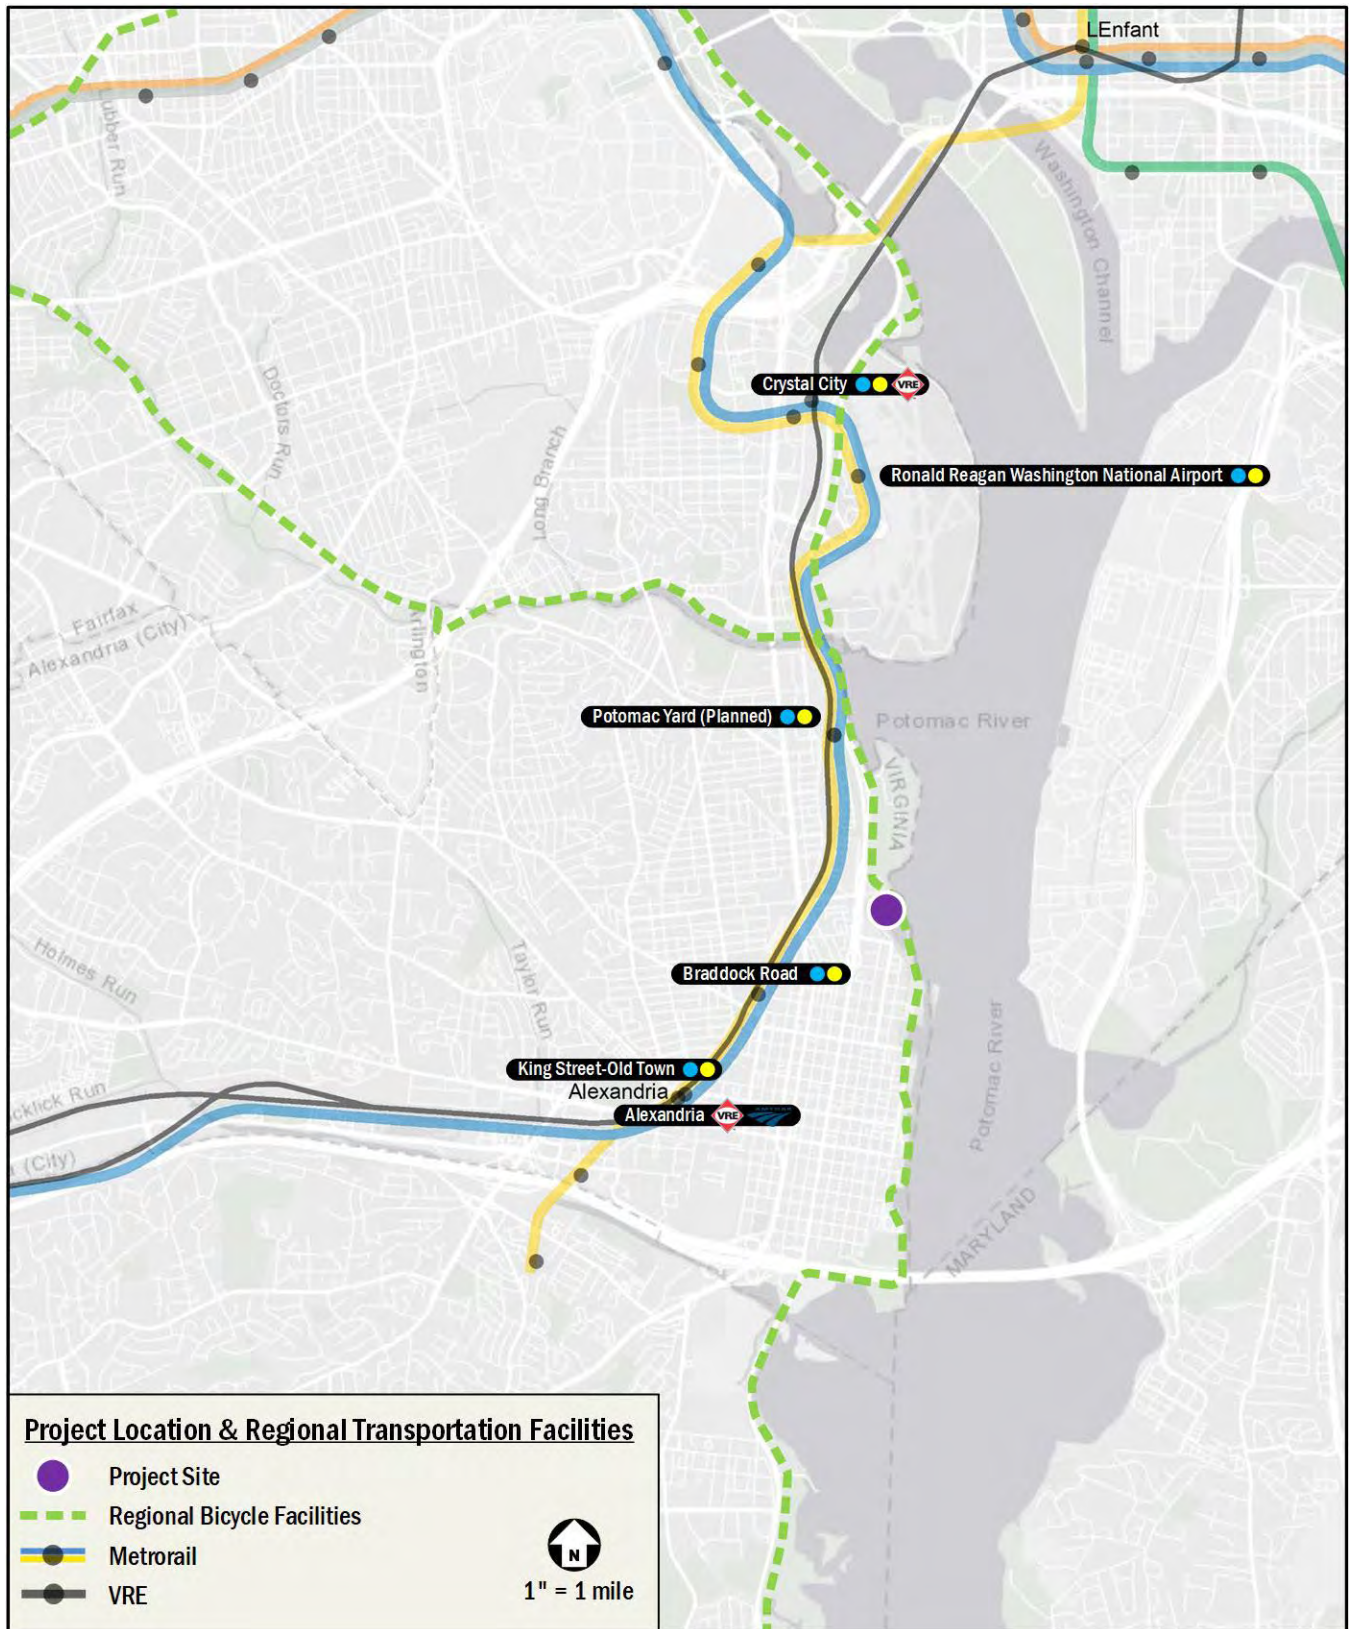 LEnfant
Lubber Run
Washington Channel
Crystal City VRE
Doctors Run
Long Branch
Ronald Reagan Washington National Airport
Fairfax
Alexandria (City)
Arlington
Potomac Yard (Planned)
Potomac River
VIRGINIA
Holmes Run
Taylor Run
Braddock Road
Potomac River
King Street-Old Town
Alexandria
Alexandria VRE
cklick Run
(City)
MARYLAND
Project Location & Regional Transportation Facilities
Project Site
Regional Bicycle Facilities
Metrorail
VRE
N
1" = 1 mile